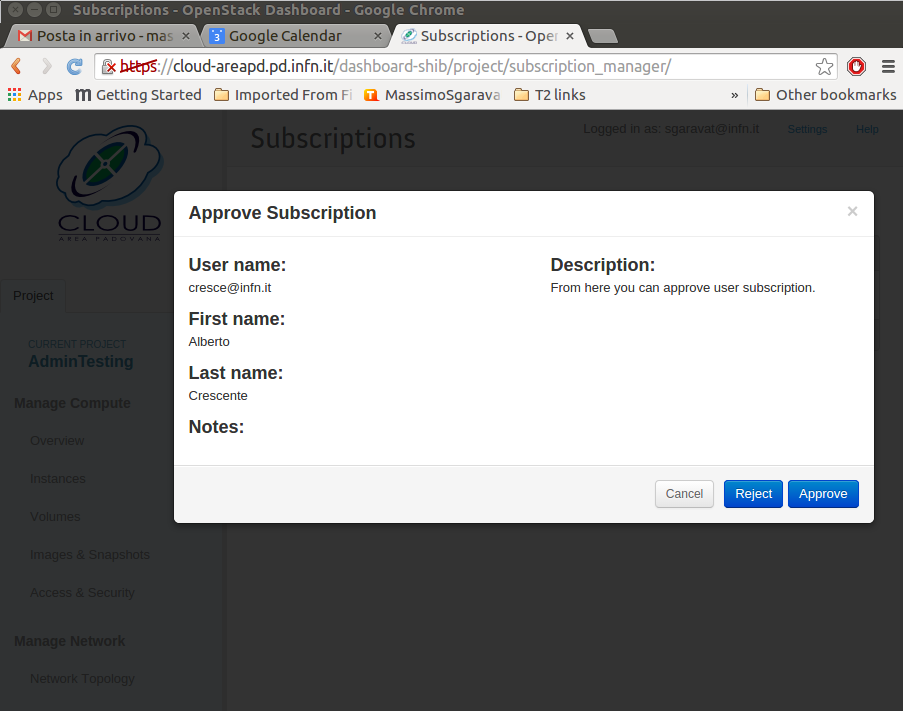 Subscriptions - OpenStack Dashboard - Google Chrome
Posta in arrivo - mas
3 Google Calendar
Subscriptions - Open
https://cloud-areapd.pd.infn.it/dashboard-shib/project/subscription_manager/
Apps
m Getting Started
Imported From Fi
T MassimoSgarava
T2 links
»
Other bookmarks
CLOUD
AREA PADOVANA
Subscriptions
Logged in as: sgaravat@infn.it
Settings
Help
Project
CURRENT PROJECT
AdminTesting
Manage Compute
Overview
Instances
Volumes
Images & Snapshots
Access & Security
Manage Network
Network Topology
Approve Subscription
×
User name:
cresce@infn.it
First name:
Alberto
Last name:
Crescente
Notes:
Description:
From here you can approve user subscription.
Cancel
Reject
Approve